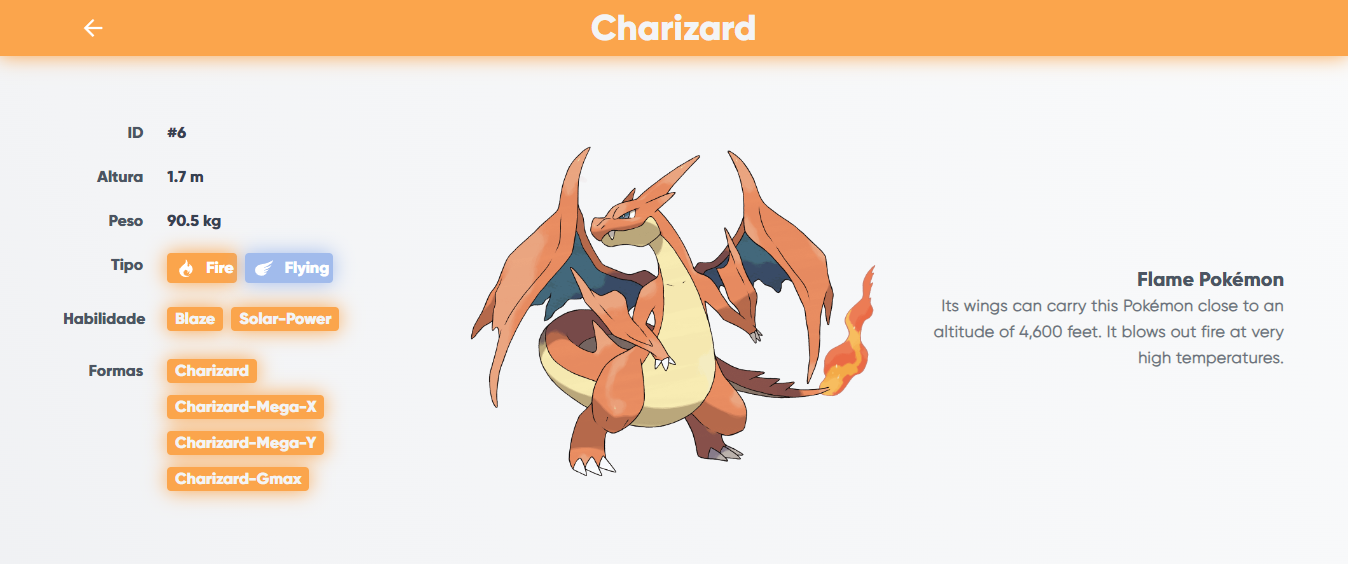 Charizard
ID #6
Altura 1.7 m
Peso 90.5 kg
Tipo Fire Flying
Habilidade Blaze Solar-Power
Formas Charizard
Charizard-Mega-X
Charizard-Mega-Y
Charizard-Gmax
Flame Pokémon
Its wings can carry this Pokémon close to an
altitude of 4,600 feet. It blows out fire at very
high temperatures.